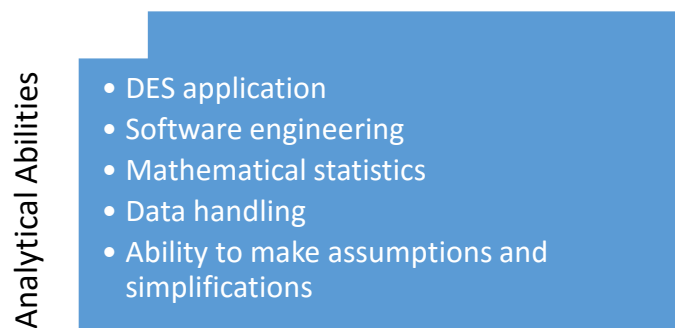 Analytical Abilities
• DES application
• Software engineering
• Mathematical statistics
• Data handling
• Ability to make assumptions and
simplifications